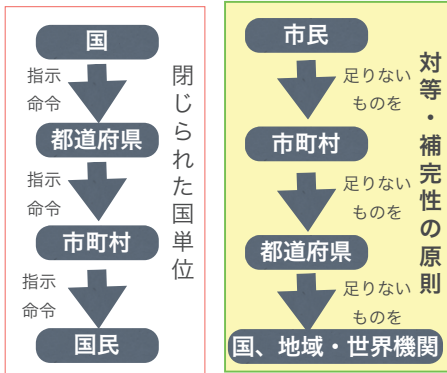 国
指示
命令
都道府県
指示
命令
市町村
指示
命令
国民
閉じられた国単位
市民
足りない
ものを
市町村
足りない
ものを
都道府県
足りない
ものを
国、地域・世界機関
対等・補完性の原則